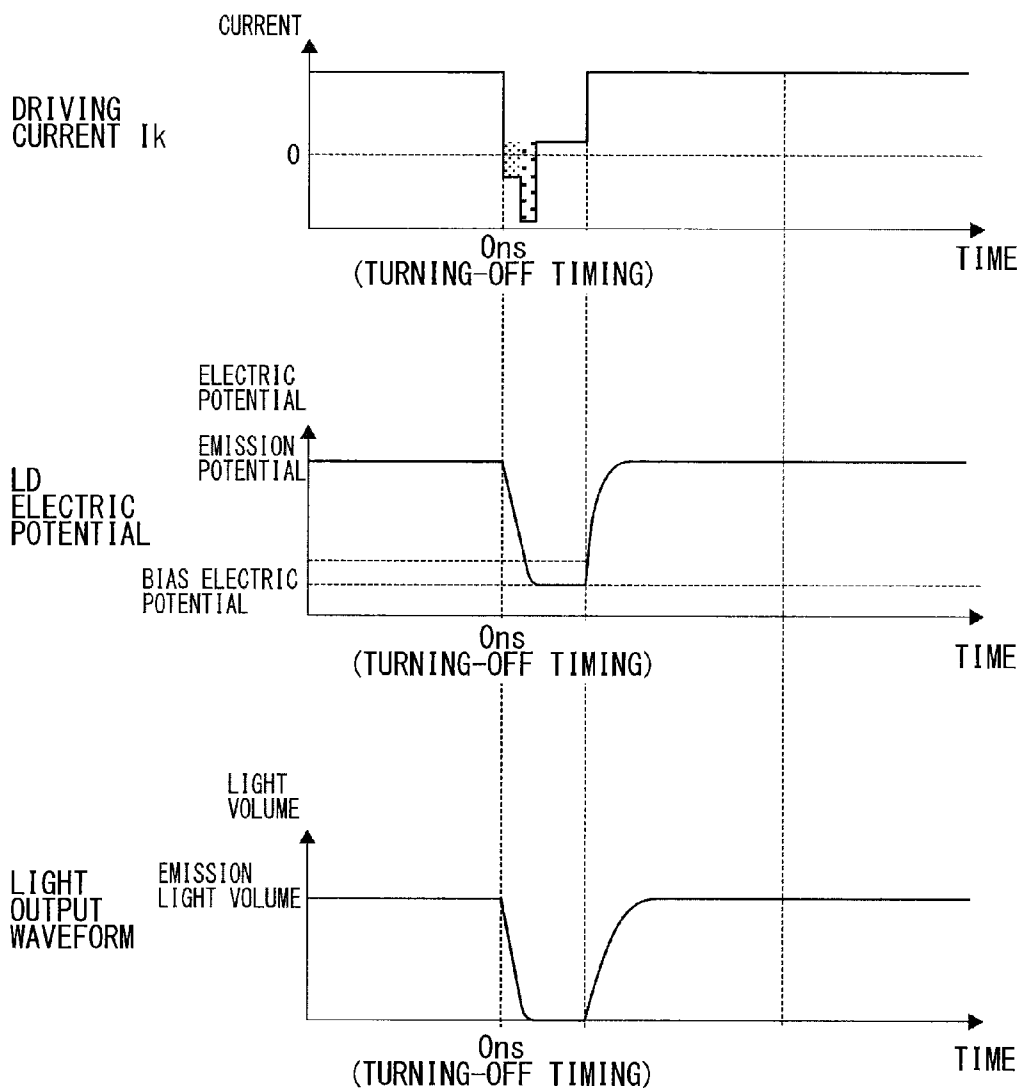 CURRENT
DRIVING
CURRENT Ik
0
0ns
(TURNING-OFF TIMING)
TIME
ELECTRIC
POTENTIAL
EMISSION
POTENTIAL
LD
ELECTRIC
POTENTIAL
BIAS ELECTRIC
POTENTIAL
0ns
(TURNING-OFF TIMING)
TIME
LIGHT
VOLUME
EMISSION
LIGHT VOLUME
LIGHT
OUTPUT
WAVEFORM
0ns
(TURNING-OFF TIMING)
TIME